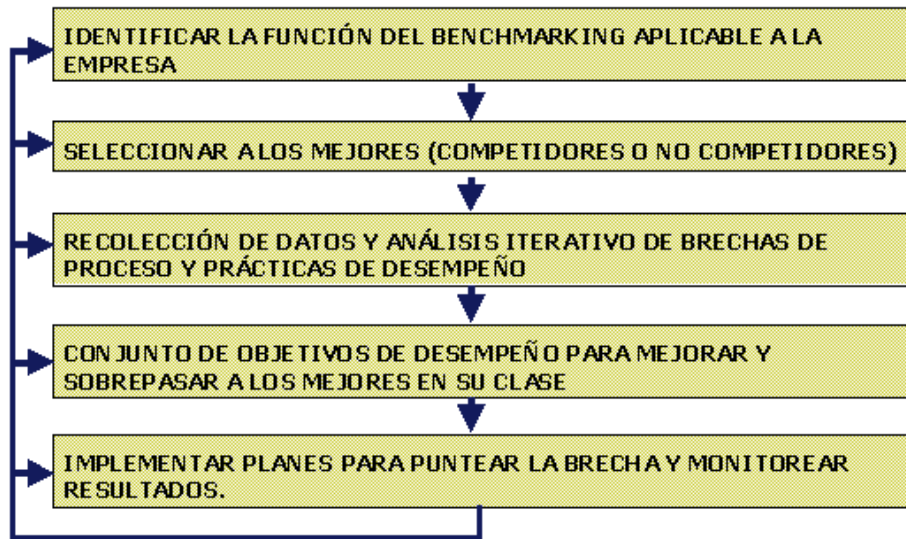 IDENTIFICAR LA FUNCIÓN DEL BENCHMARKING APLICABLE A LA
EMPRESA
SELECCIONAR A LOS MEJORES (COMPETIDORES O NO COMPETIDORES)
RECOLECCIÓN DE DATOS Y ANÁLISIS ITERATIVO DE BRECHAS DE
PROCESO Y PRÁCTICAS DE DESEMPEÑO
CONJUNTO DE OBJETIVOS DE DESEMPEÑO PARA MEJORAR Y
SOBREPASAR A LOS MEJORES EN SU CLASE
IMPLEMENTAR PLANES PARA PUNTEAR LA BRECHA Y MONITOREAR
RESULTADOS.